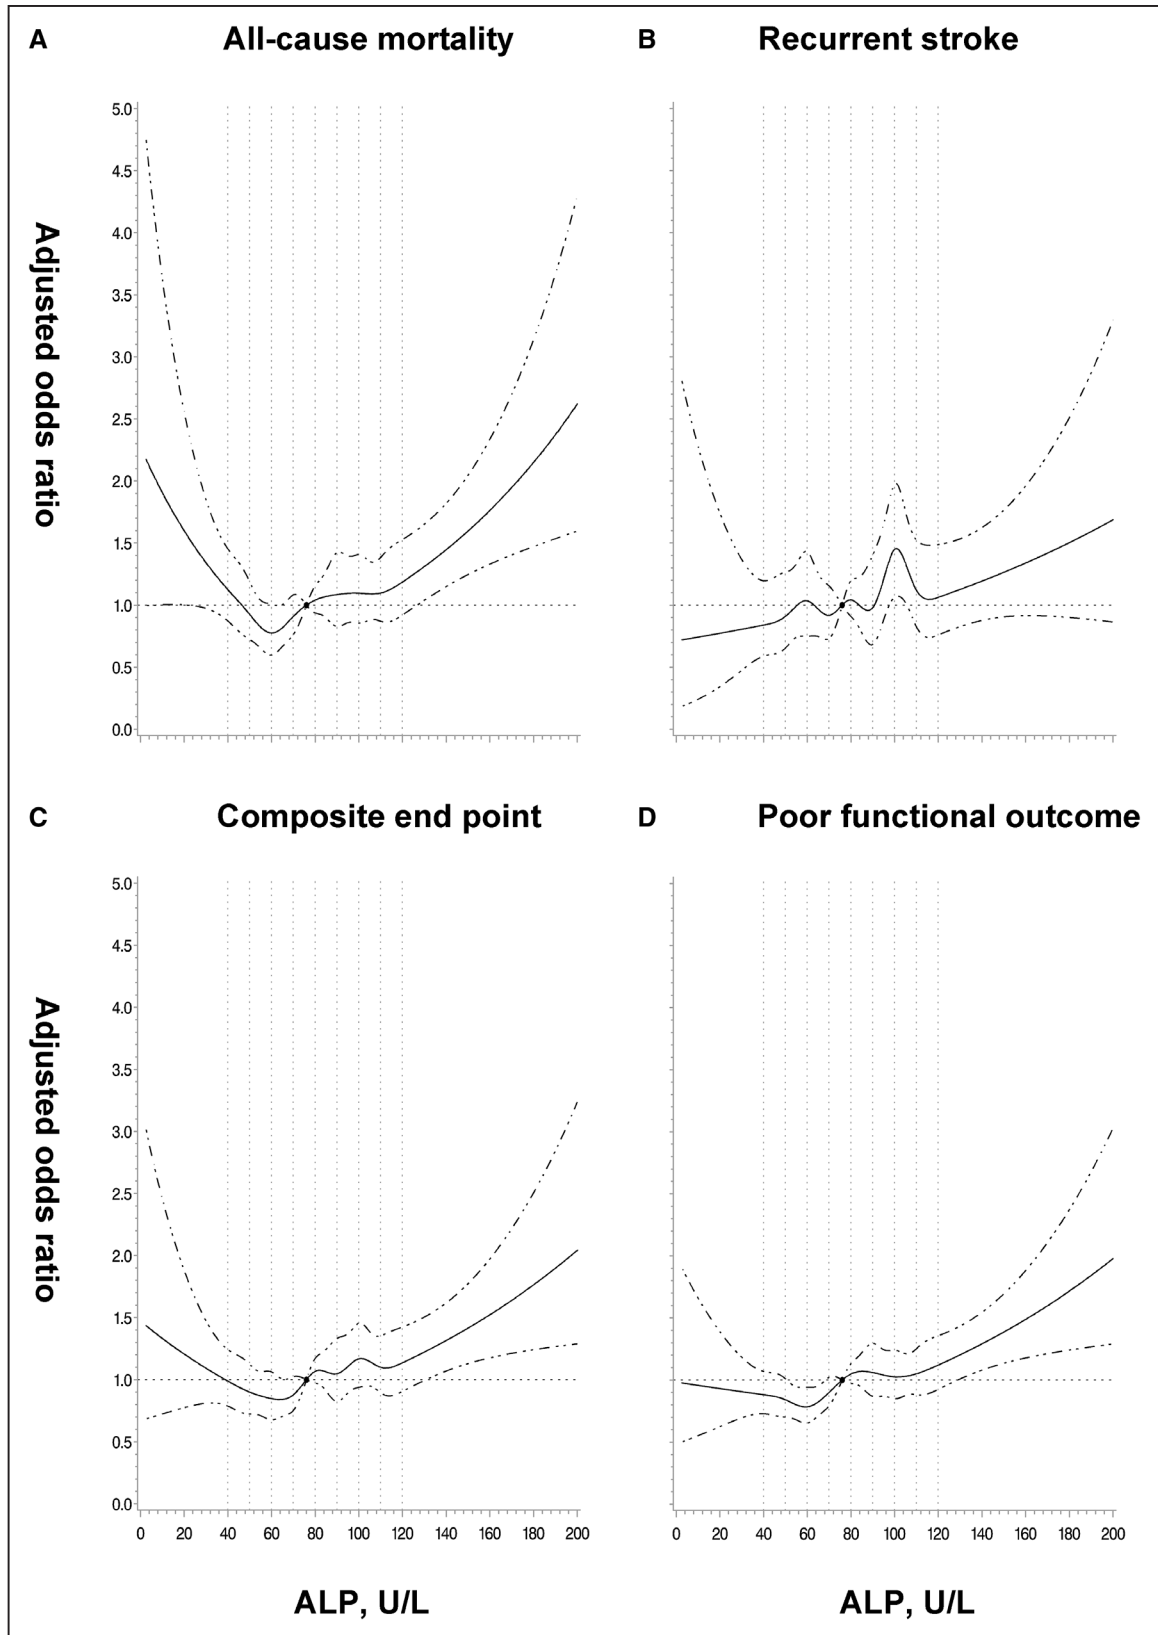 A All-cause mortality
B Recurrent stroke
Adjusted odds ratio
5.0
4.5
4.0
3.5
3.0
2.5
2.0
1.5
1.0
0.5
0.0
C Composite end point
D Poor functional outcome
Adjusted odds ratio
5.0
4.5
4.0
3.5
3.0
2.5
2.0
1.5
1.0
0.5
0.0
0 20 40 60 80 100 120 140 160 180 200
0 20 40 60 80 100 120 140 160 180 200
ALP, U/L
ALP, U/L